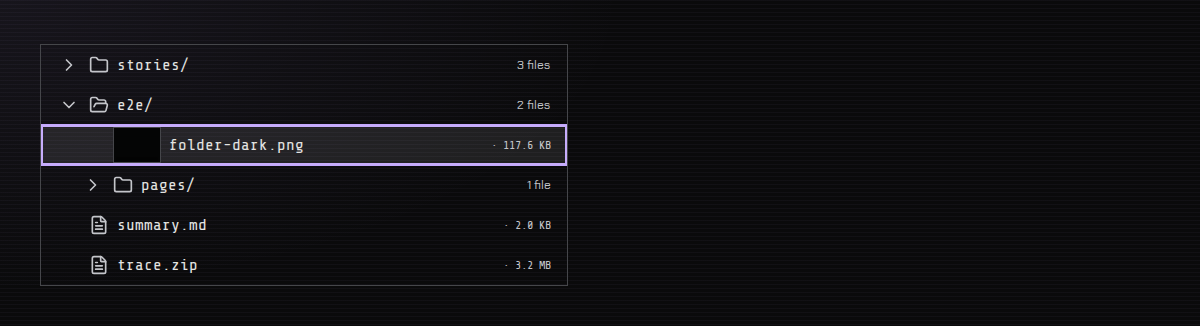 stories/ 3 files
e2e/ 2 files
folder-dark.png · 117.6 KB
pages/ 1 file
summary.md · 2.0 KB
trace.zip · 3.2 MB